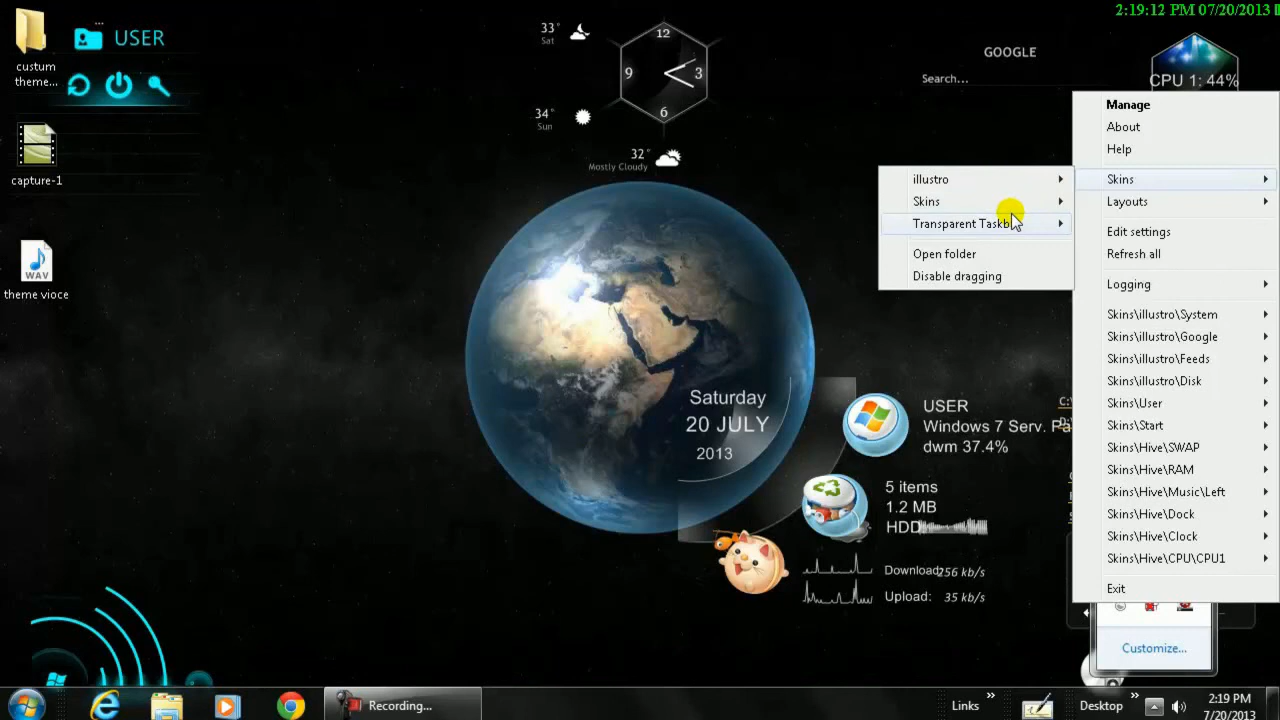 2:19:12 PM 07/20/2013
custum
theme...
...
USER
capture-1
WAV
theme vioce
33°
Sat
34°
Sun
32°
Mostly Cloudy
12
9
3
6
GOOGLE
Search...
CPU 1: 44%
Manage
About
Help
Skins
Layouts
Edit settings
Refresh all
Logging
Skins\illustro\System
Skins\illustro\Google
Skins\illustro\Feeds
Skins\illustro\Disk
Skins\User
Skins\Start
Skins\Hive\SWAP
Skins\Hive\RAM
Skins\Hive\Music\Left
Skins\Hive\Dock
Skins\Hive\Clock
Skins\Hive\CPU\CPU1
Exit
illustro
Skins
Transparent Taskb
Open folder
Disable dragging
Saturday
20 JULY
2013
USER
Windows 7 Serv. Pa
dwm 37.4%
C:\
5 items
1.2 MB
HDD
Download: 256 kb/s
Upload: 35 kb/s
Customize...
Recording...
Links
»
Desktop
»
2:19 PM
7/20/2013